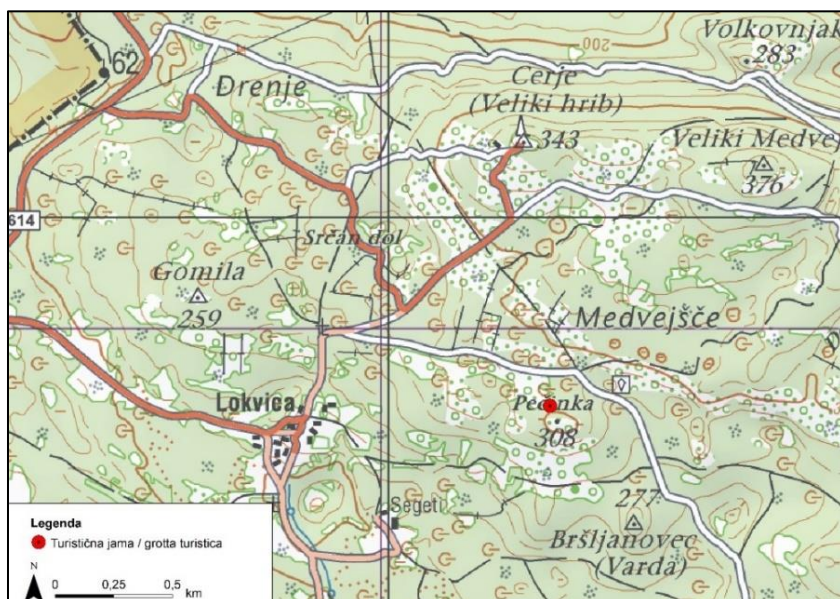 Volkovnjak
283
200
62
Drenje
Cerje
(Veliki hrib)
343
Veliki Medve
376
614
Srčan dol
Gomila
259
Medvejšče
Lokvica
Pečinka
308
Segeti
277
Bršljanovec
(Varda)
Legenda
Turistična jama / grotta turistica
N
0 0,25 0,5
km